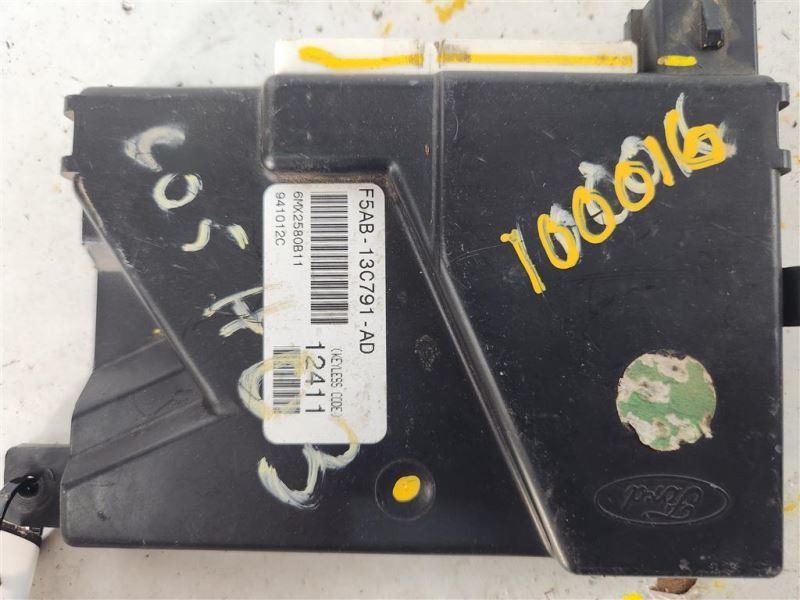 F5AB-13C791-AD
6MX2580B11
941012C
(KEYLESS CODE)
12411
100016
Ford